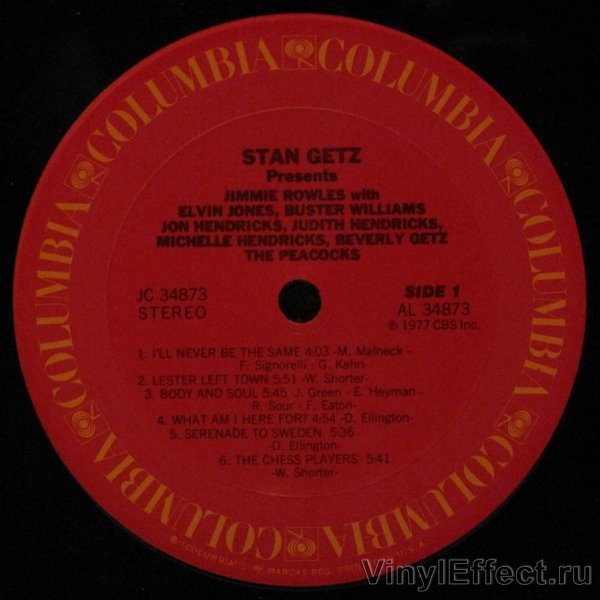 COLUMBIA COLUMBIA COLUMBIA COLUMBIA COLUMBIA COLUMBIA
STAN GETZ
Presents
JIMMIE ROWLES with
ELVIN JONES, BUSTER WILLIAMS
JON HENDRICKS, JUDITH HENDRICKS,
MICHELLE HENDRICKS, BEVERLY GETZ
THE PEACOCKS
JC 34873
STEREO
SIDE 1
AL 34873
℗ 1977 CBS Inc.
1. I'LL NEVER BE THE SAME 4:03 -M. Malneck -
F. Signorelli - G. Kahn-
2. LESTER LEFT TOWN 5:51 -W. Shorter-
3. BODY AND SOUL 5:45 -J. Green - E. Heyman -
R. Sour - F. Eaton-
4. WHAT AM I HERE FOR? 4:54 -D. Ellington-
5. SERENADE TO SWEDEN 5:36
-D. Ellington-
6. THE CHESS PLAYERS 5:41
-W. Shorter-
"COLUMBIA", MARCAS REG.
VinylEffect.ru